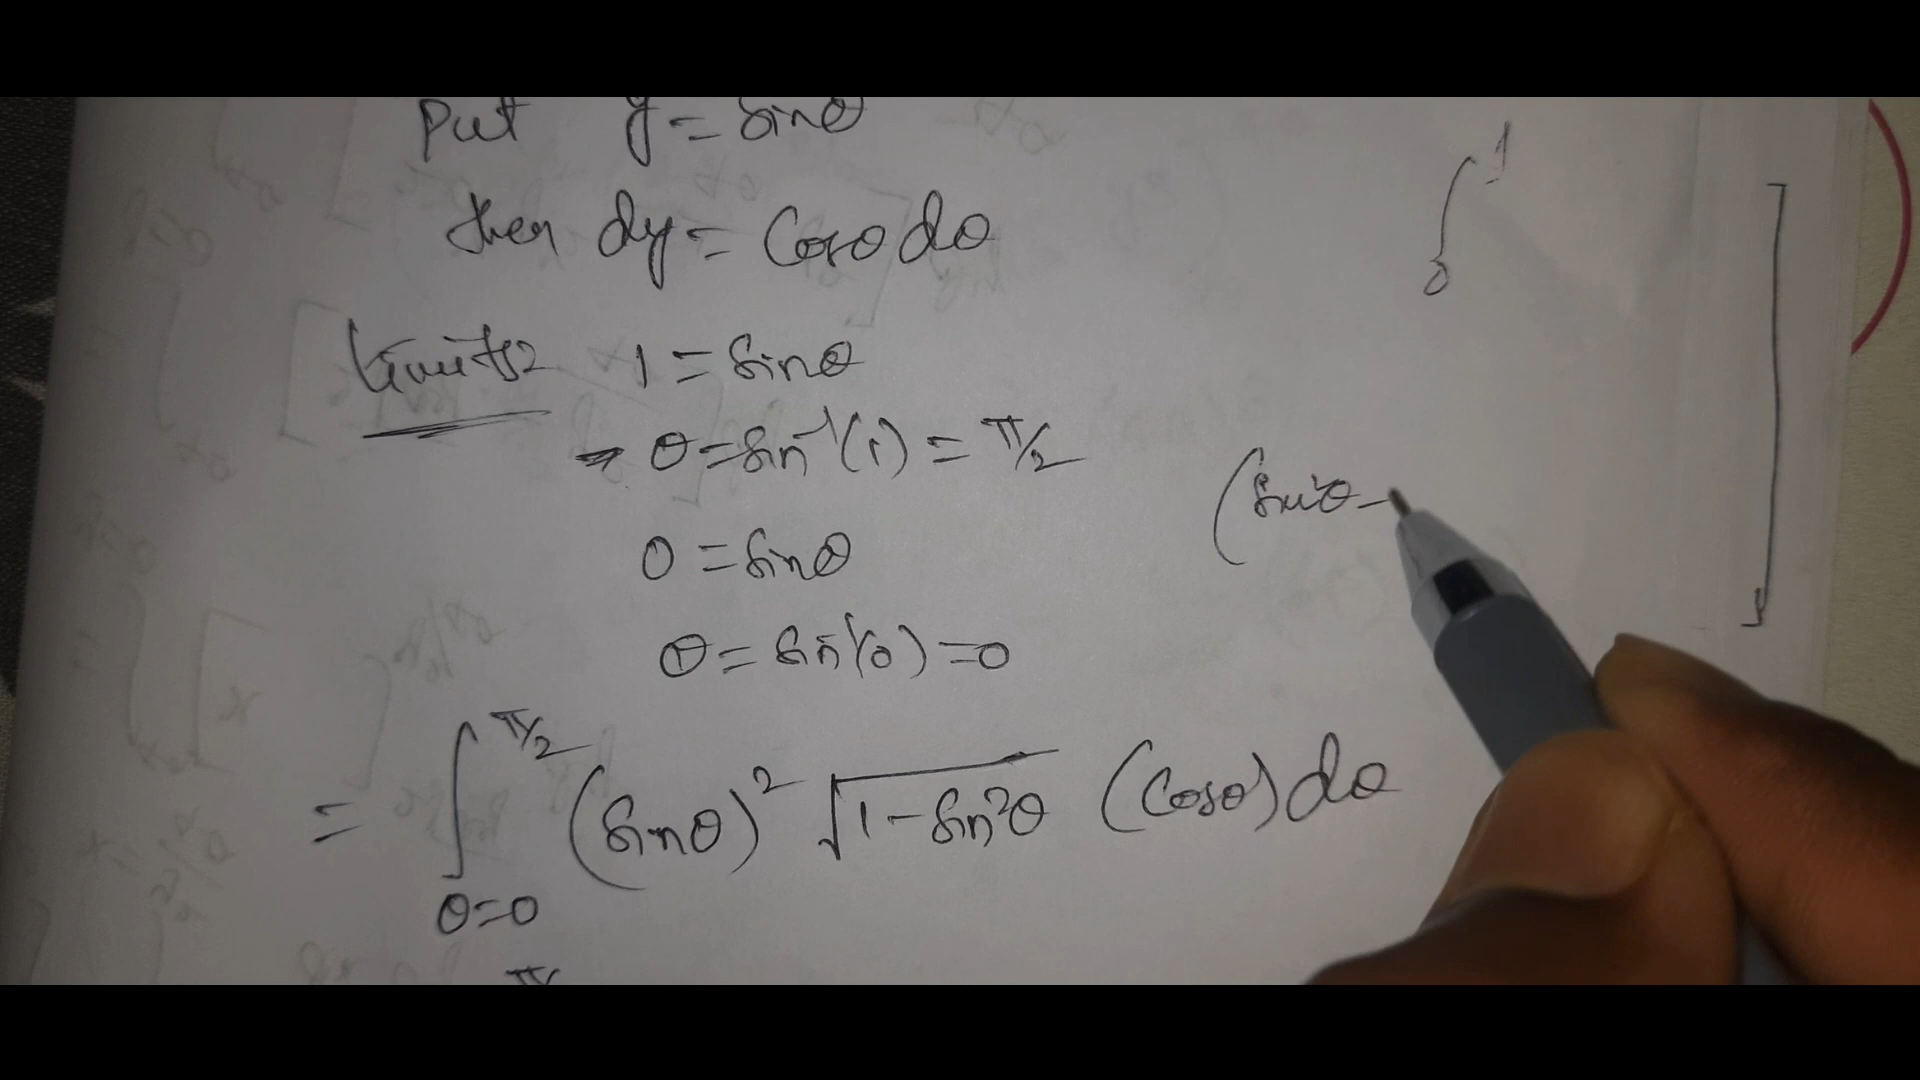 Put y = sinθ
then dy = Cosθ dθ
∫ 1 0
Limits 1 = sinθ
→ θ = sin⁻¹(1) = π/2
(sin²θ -
0 = sinθ
θ = sin⁻¹(0) = 0
= ∫ π/2 θ=0 (sinθ)² √1 - sin²θ (Cosθ) dθ